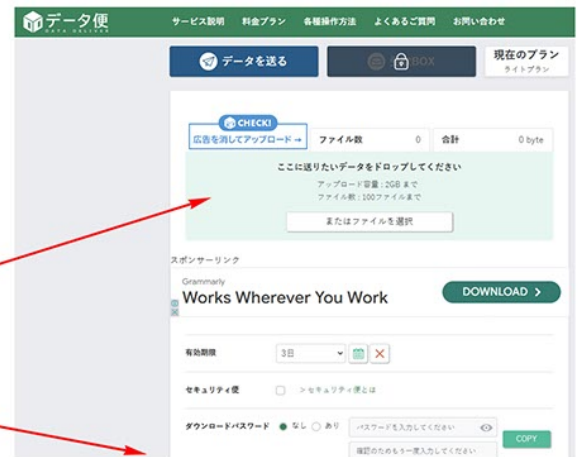 データ便
DATA DELIVER
サービス説明 料金プラン 各種操作方法 よくあるご質問 お問い合わせ
データを送る
BOX
現在のプラン
ライトプラン
CHECK!
広告を消してアップロード→ ファイル数 0 合計 0 byte
ここに送りたいデータをドロップしてください
アップロード容量:2GB まで
ファイル数:100ファイルまで
またはファイルを選択
スポンサーリンク
Grammarly
Works Wherever You Work
DOWNLOAD >
有効期限 3日
セキュリティ便 >セキュリティ便とは
ダウンロードパスワード なし あり パスワードを入力してください
COPY
確認のためもう一度入力してください